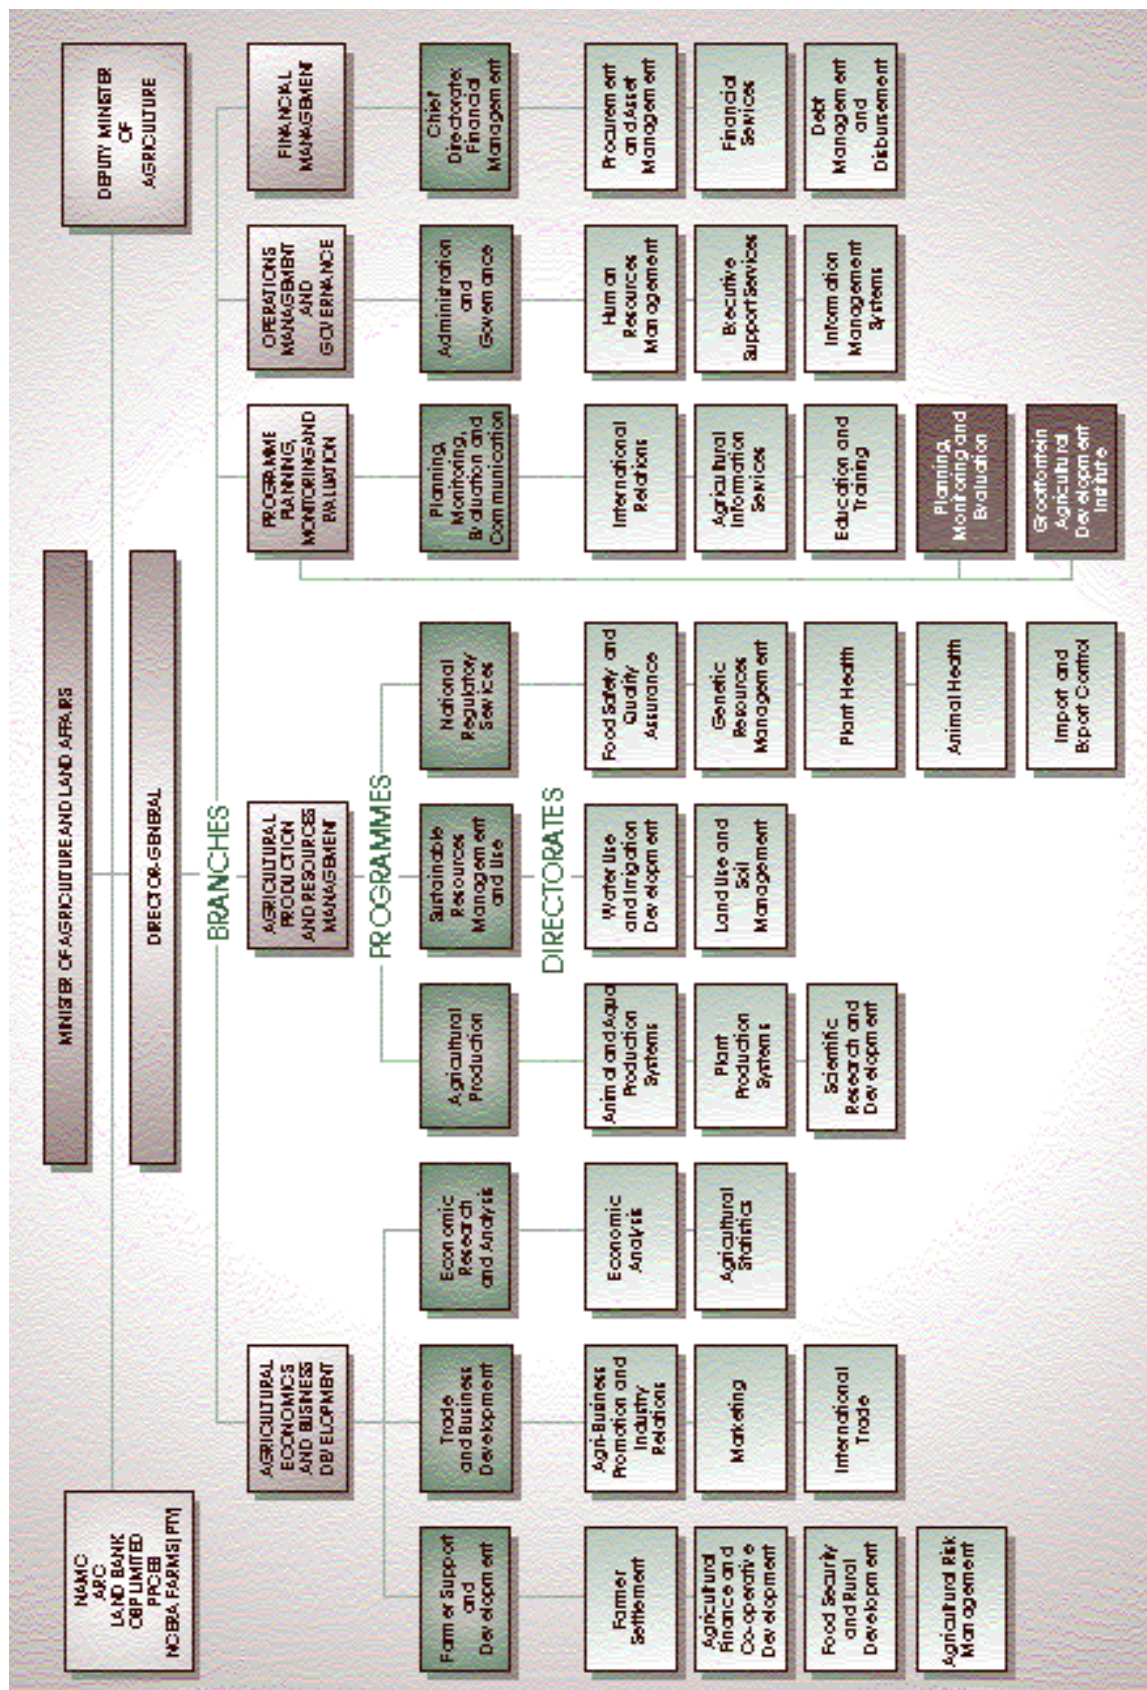 MINISTER OF AGRICULTURE AND LAND AFFAIRS
NAMC
ARC
LAND BANK
OBP LIMITED
PPCEB
NCERA FARMS (PTY)
DEPUTY MINISTER
OF
AGRICULTURE
DIRECTOR-GENERAL
BRANCHES
AGRICULTURAL
ECONOMICS
AND BUSINESS
DEVELOPMENT
AGRICULTURAL
PRODUCTION
AND RESOURCES
MANAGEMENT
PROGRAMME
PLANNING,
MONITORING AND
EVALUATION
OPERATIONS
MANAGEMENT
AND
GOVERNANCE
FINANCIAL
MANAGEMENT
PROGRAMMES
Farmer Support
and
Development
Trade
and Business
Development
Economic
Research
and Analysis
Agricultural
Production
Sustainable
Resources
Management
and Use
National
Regulatory
Services
Planning,
Monitoring,
Evaluation and
Communication
Administration
and
Governance
Chief
Directorate:
Financial
Management
DIRECTORATES
Farmer
Settlement
Agri-Business
Promotion and
Industry
Relations
Economic
Analysis
Animal and Aqua
Production
Systems
Water Use
and Irrigation
Development
Food Safety and
Quality
Assurance
International
Relations
Human
Resources
Management
Procurement
and Asset
Management
Agricultural
Finance and
Co-operative
Development
Marketing
Agricultural
Statistics
Plant
Production
Systems
Land Use and
Soil
Management
Genetic
Resources
Management
Agricultural
Information
Services
Executive
Support Services
Financial
Services
Food Security
and Rural
Development
International
Trade
Scientific
Research and
Development
Plant Health
Education and
Training
Information
Management
Systems
Debt
Management
and
Disbursement
Agricultural Risk
Management
Animal Health
Planning,
Monitoring and
Evaluation
Import and
Export Control
Grootfontein
Agricultural
Development
Institute